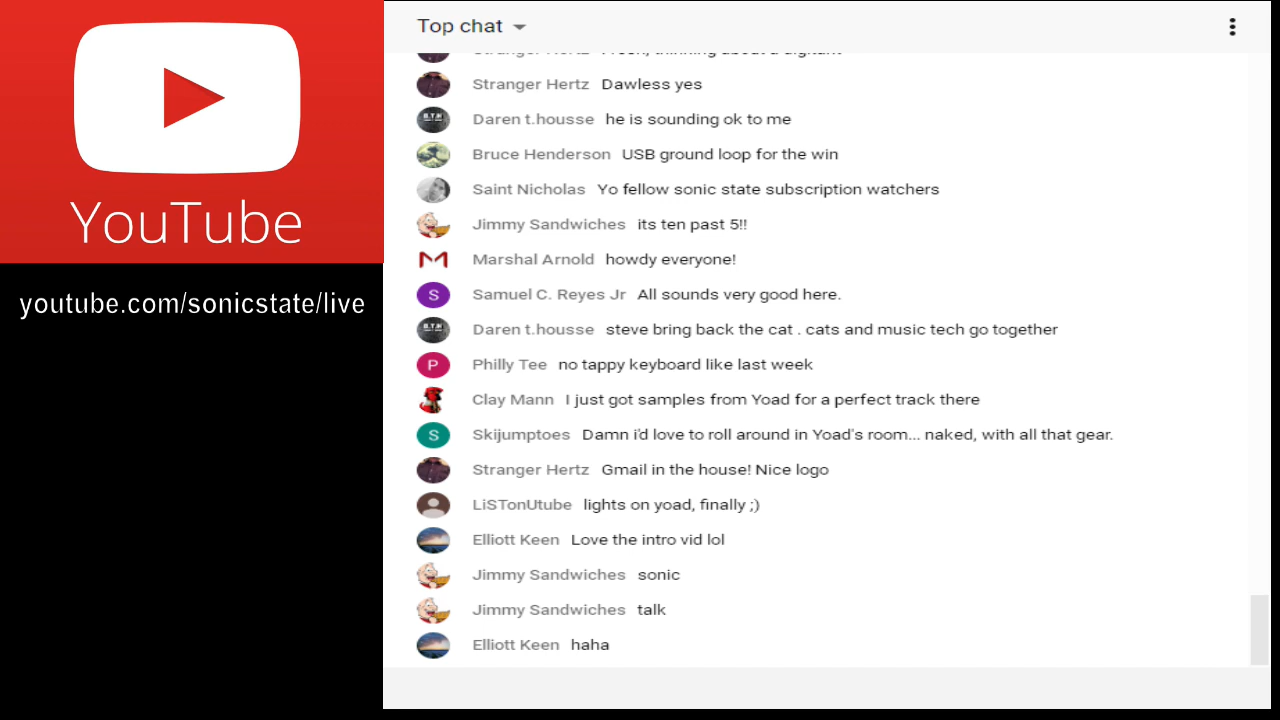 Top chat
Stranger Hertz Dawless yes
Daren t.housse he is sounding ok to me
B.T.H
Bruce Henderson USB ground loop for the win
Saint Nicholas Yo fellow sonic state subscription watchers
Jimmy Sandwiches its ten past 5!!
Marshal Arnold howdy everyone!
S Samuel C. Reyes Jr All sounds very good here.
B.T.H
Daren t.housse steve bring back the cat . cats and music tech go together
P Philly Tee no tappy keyboard like last week
Clay Mann I just got samples from Yoad for a perfect track there
S Skijumptoes Damn i'd love to roll around in Yoad's room... naked, with all that gear.
Stranger Hertz Gmail in the house! Nice logo
LiSTonUtube lights on yoad, finally ;)
Elliott Keen Love the intro vid lol
Jimmy Sandwiches sonic
Jimmy Sandwiches talk
Elliott Keen haha
YouTube
youtube.com/sonicstate/live